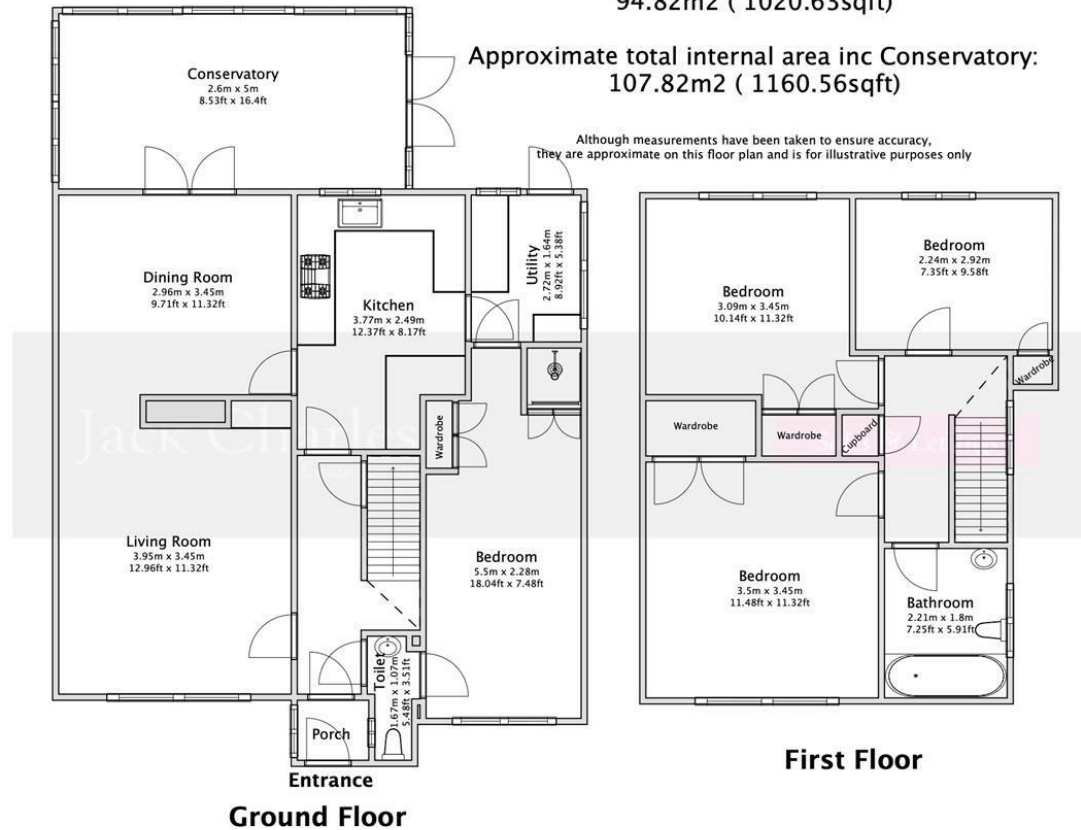 94.82m2 ( 1020.63sqft)
Approximate total internal area inc Conservatory:
107.82m2 ( 1160.56sqft)
Although measurements have been taken to ensure accuracy,
they are approximate on this floor plan and is for illustrative purposes only
Conservatory
2.6m x 5m
8.53ft x 16.4ft
Dining Room
2.96m x 3.45m
9.71ft x 11.32ft
Kitchen
3.77m x 2.49m
12.37ft x 8.17ft
Utility
2.72m x 1.64m
8.92ft x 5.38ft
Wardrobe
Living Room
3.95m x 3.45m
12.96ft x 11.32ft
Bedroom
5.5m x 2.28m
18.04ft x 7.48ft
Toilet
1.67m x 1.07m
5.48ft x 3.51ft
Porch
Entrance
Ground Floor
Bedroom
3.09m x 3.45m
10.14ft x 11.32ft
Bedroom
2.24m x 2.92m
7.35ft x 9.58ft
Wardrobe
Wardrobe
Wardrobe
Cupboard
Bedroom
3.5m x 3.45m
11.48ft x 11.32ft
Bathroom
2.21m x 1.8m
7.25ft x 5.91ft
First Floor
Jack Charles